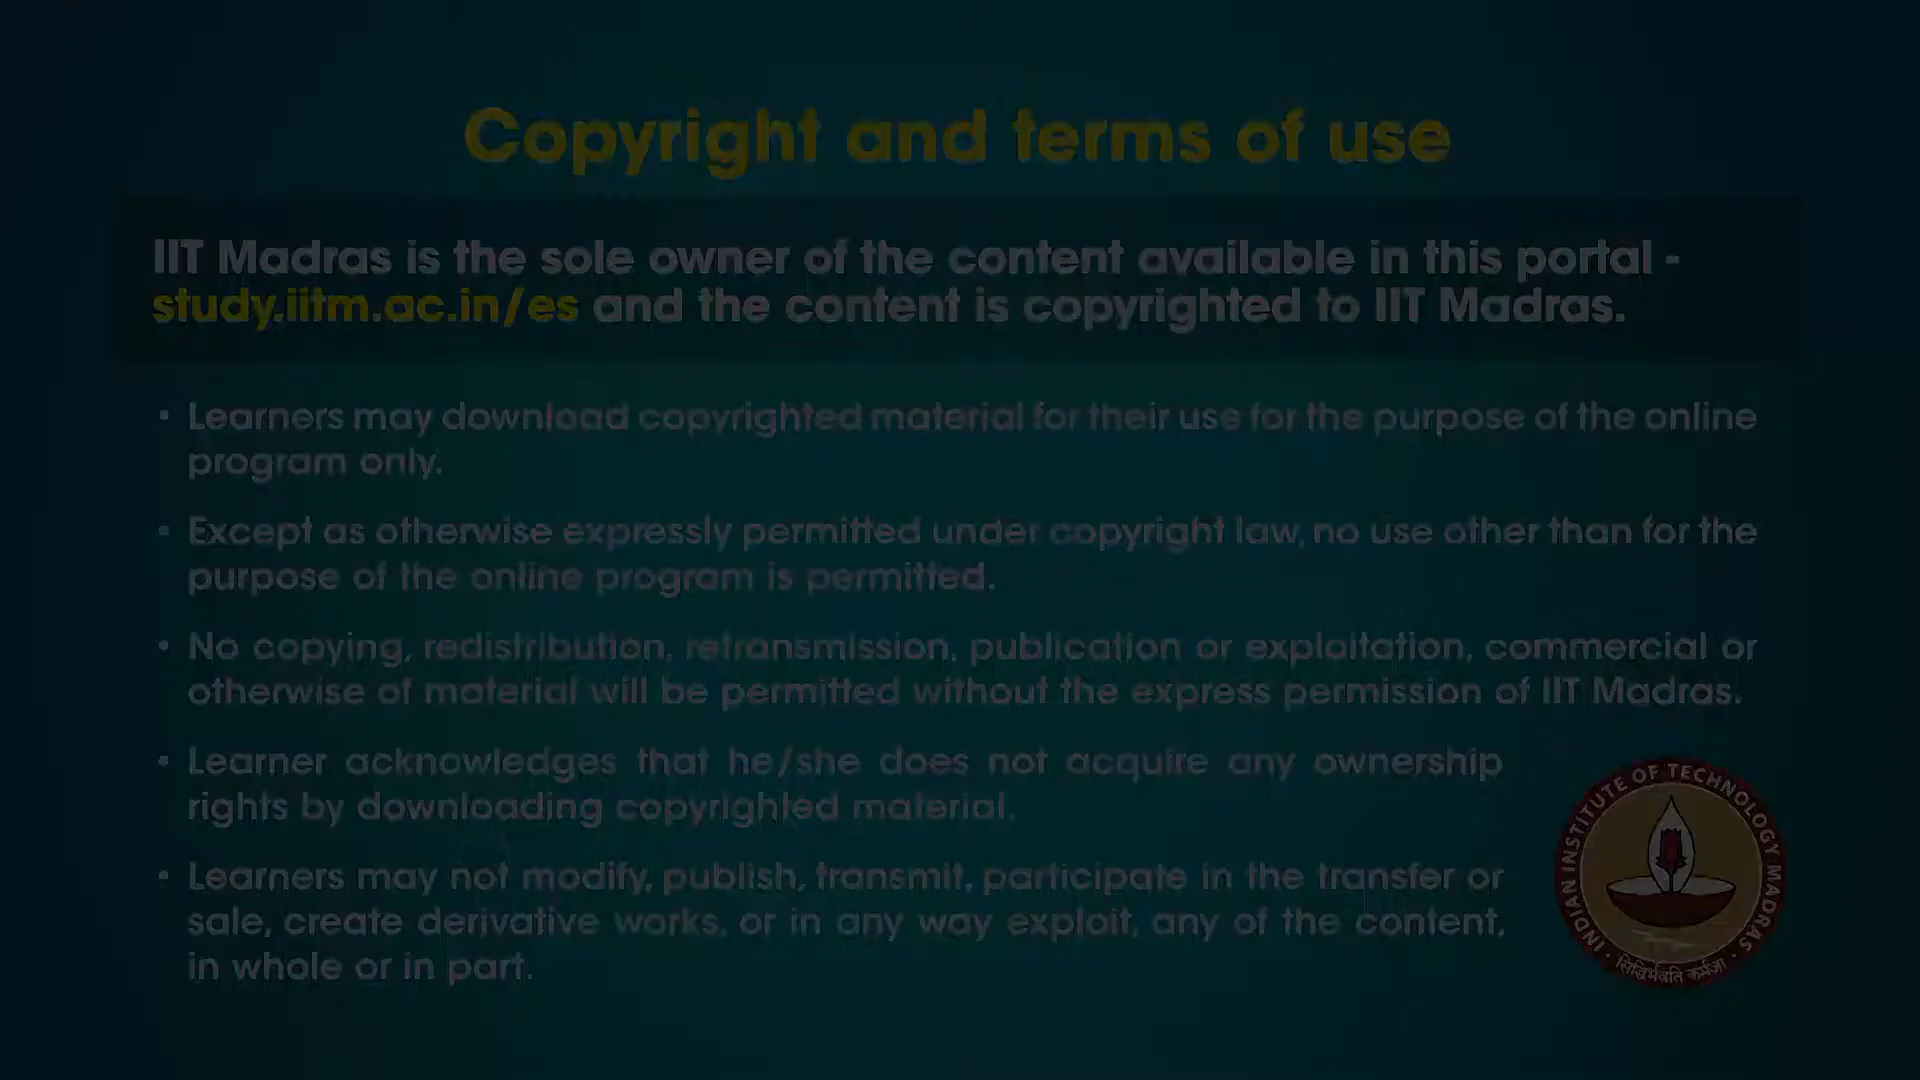 Copyright and terms of use
IIT Madras is the sole owner of the content available in this portal -
study.iitm.ac.in/es and the content is copyrighted to IIT Madras.
• Learners may download copyrighted material for their use for the purpose of the online
program only.
• Except as otherwise expressly permitted under copyright law, no use other than for the
purpose of the online program is permitted.
• No copying, redistribution, retransmission, publication or exploitation, commercial or
otherwise of material will be permitted without the express permission of IIT Madras.
• Learner acknowledges that he/she does not acquire any ownership
rights by downloading copyrighted material.
• Learners may not modify, publish, transmit, participate in the transfer or
sale, create derivative works, or in any way exploit, any of the content,
in whole or in part.
INDIAN INSTITUTE OF TECHNOLOGY MADRAS
सिद्धिर्भवति कर्मजा